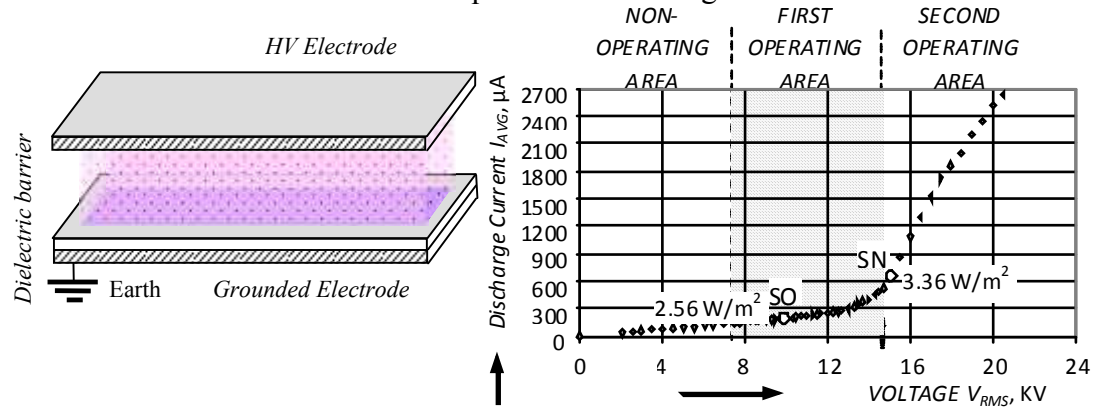 HV Electrode
Dielectric barrier
Earth
Grounded Electrode
NON-
OPERATING
AREA
FIRST
OPERATING
AREA
SECOND
OPERATING
AREA
Discharge Current I_AVG, µA
2700
2400
2100
1800
1500
1200
900
600
300
0
SN
3.36 W/m²
SO
2.56 W/m²
0 4 8 12 16 20 24
VOLTAGE V_RMS, KV